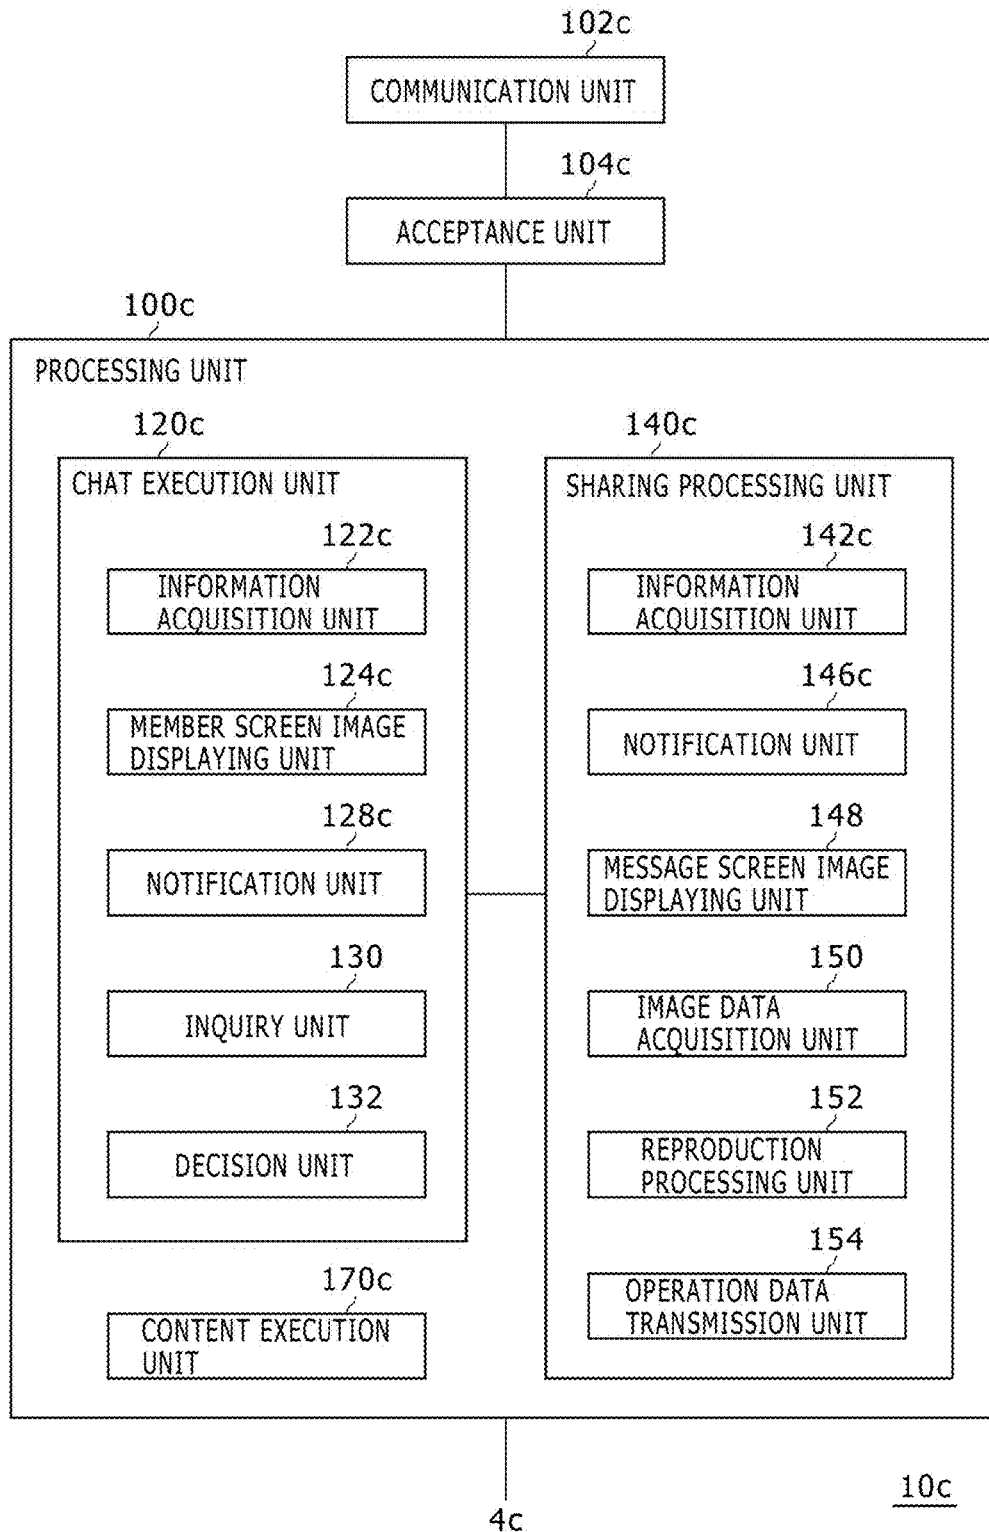 102c
COMMUNICATION UNIT
104c
ACCEPTANCE UNIT
100c
PROCESSING UNIT
120c
CHAT EXECUTION UNIT
122c
INFORMATION
ACQUISITION UNIT
124c
MEMBER SCREEN IMAGE
DISPLAYING UNIT
128c
NOTIFICATION UNIT
130
INQUIRY UNIT
132
DECISION UNIT
170c
CONTENT EXECUTION
UNIT
140c
SHARING PROCESSING UNIT
142c
INFORMATION
ACQUISITION UNIT
146c
NOTIFICATION UNIT
148
MESSAGE SCREEN IMAGE
DISPLAYING UNIT
150
IMAGE DATA
ACQUISITION UNIT
152
REPRODUCTION
PROCESSING UNIT
154
OPERATION DATA
TRANSMISSION UNIT
4c
10c